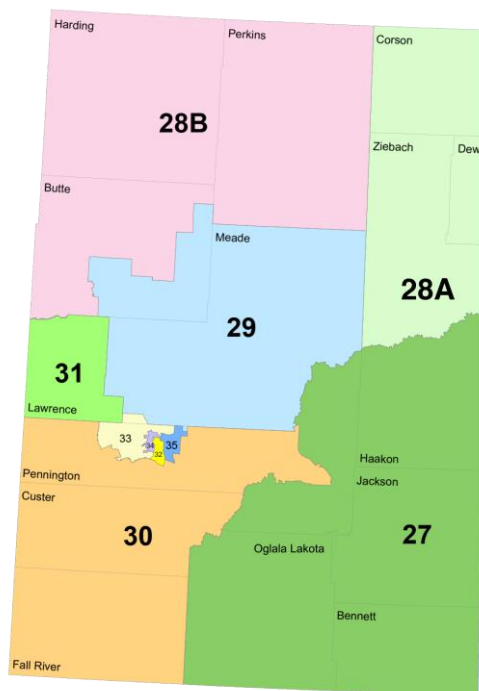 Harding
Perkins
Corson
28B
Ziebach
Dew
Butte
Meade
28A
29
31
Lawrence
33
34
35
32
Haakon
Pennington
Jackson
Custer
30
27
Oglala Lakota
Bennett
Fall River